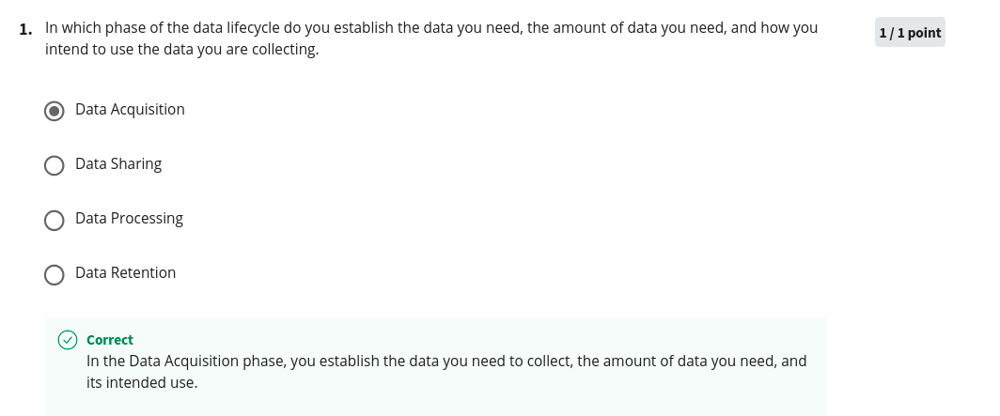 1. In which phase of the data lifecycle do you establish the data you need, the amount of data you need, and how you
intend to use the data you are collecting.
1 / 1 point
Data Acquisition
Data Sharing
Data Processing
Data Retention
Correct
In the Data Acquisition phase, you establish the data you need to collect, the amount of data you need, and
its intended use.